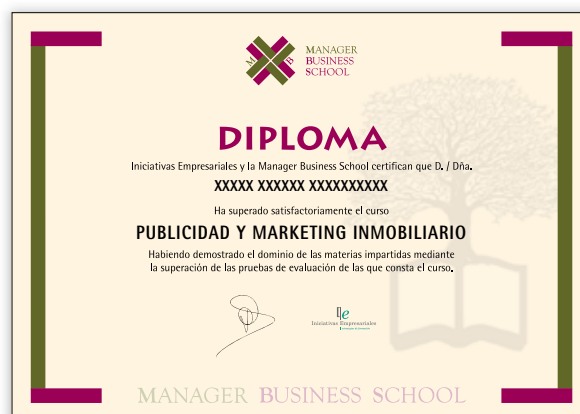 M B
MANAGER
BUSINESS
SCHOOL
DIPLOMA
Iniciativas Empresariales y la Manager Business School certifican que D. / Dña.
XXXXX XXXXXX XXXXXXXXXX
Ha superado satisfactoriamente el curso
PUBLICIDAD Y MARKETING INMOBILIARIO
Habiendo demostrado el dominio de las materias impartidas mediante
la superación de las pruebas de evaluación de las que consta el curso.
Ie
Iniciativas Empresariales
MANAGER BUSINESS SCHOOL